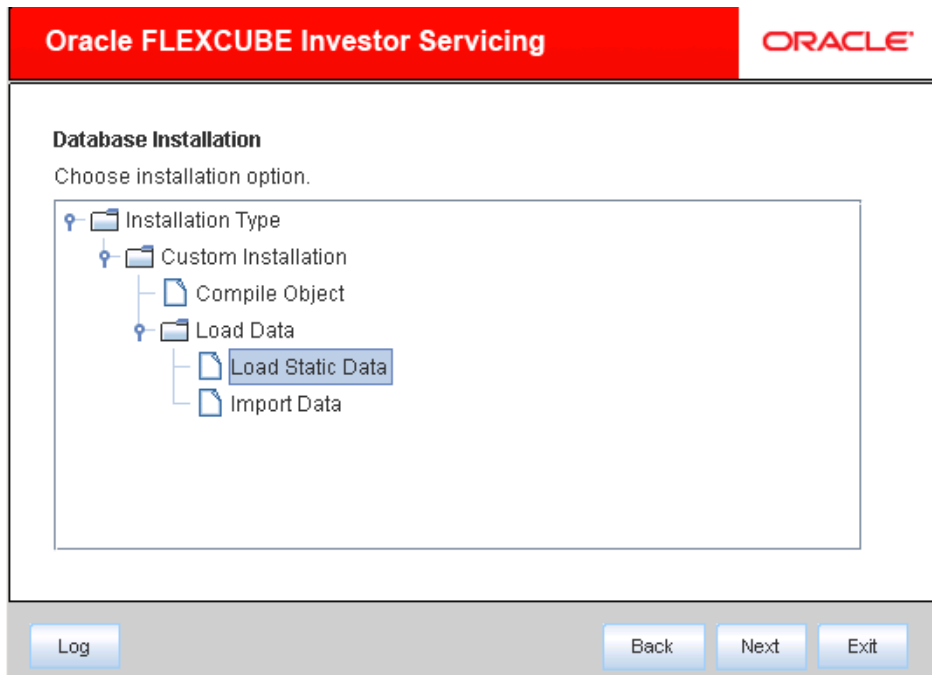 Oracle FLEXCUBE Investor Servicing
ORACLE
Database Installation
Choose installation option.
Installation Type
Custom Installation
Compile Object
Load Data
Load Static Data
Import Data
Log
Back
Next
Exit